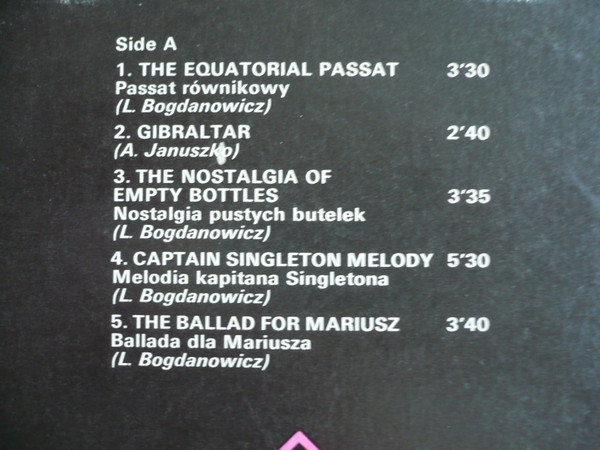 Side A
1. THE EQUATORIAL PASSAT 3'30
Passat równikowy
(L. Bogdanowicz)
2. GIBRALTAR 2'40
(A. Januszko)
3. THE NOSTALGIA OF
EMPTY BOTTLES 3'35
Nostalgia pustych butelek
(L. Bogdanowicz)
4. CAPTAIN SINGLETON MELODY 5'30
Melodia kapitana Singletona
(L. Bogdanowicz)
5. THE BALLAD FOR MARIUSZ 3'40
Ballada dla Mariusza
(L. Bogdanowicz)